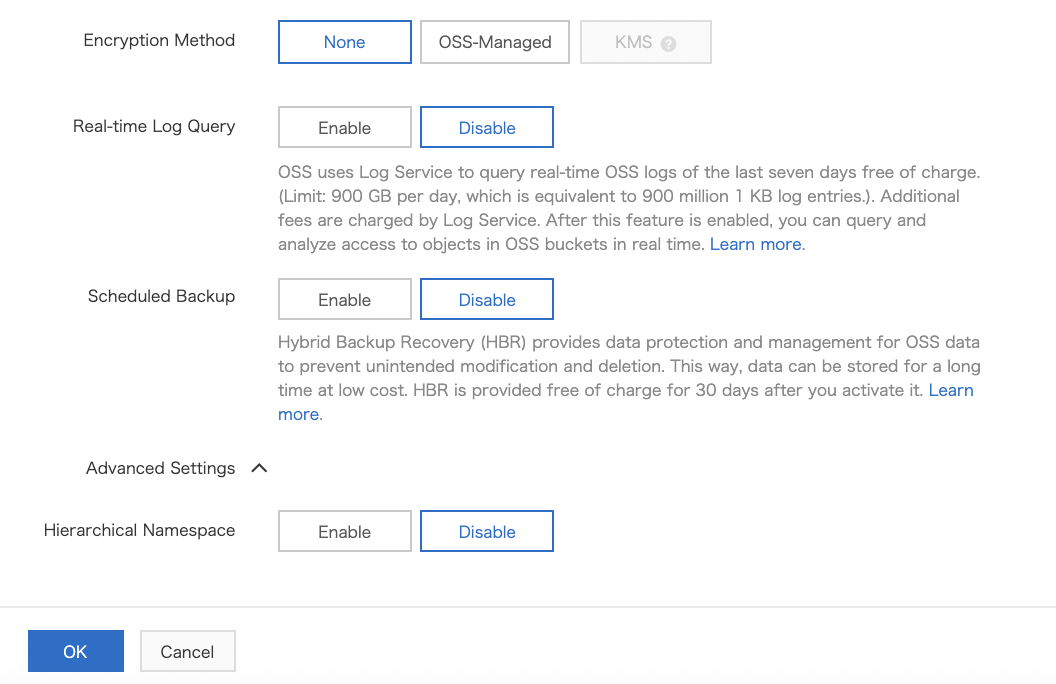 Encryption Method None OSS-Managed KMS ?
Real-time Log Query Enable Disable
OSS uses Log Service to query real-time OSS logs of the last seven days free of charge.
(Limit: 900 GB per day, which is equivalent to 900 million 1 KB log entries.). Additional
fees are charged by Log Service. After this feature is enabled, you can query and
analyze access to objects in OSS buckets in real time. Learn more.
Scheduled Backup Enable Disable
Hybrid Backup Recovery (HBR) provides data protection and management for OSS data
to prevent unintended modification and deletion. This way, data can be stored for a long
time at low cost. HBR is provided free of charge for 30 days after you activate it. Learn
more.
Advanced Settings
Hierarchical Namespace Enable Disable
OK Cancel